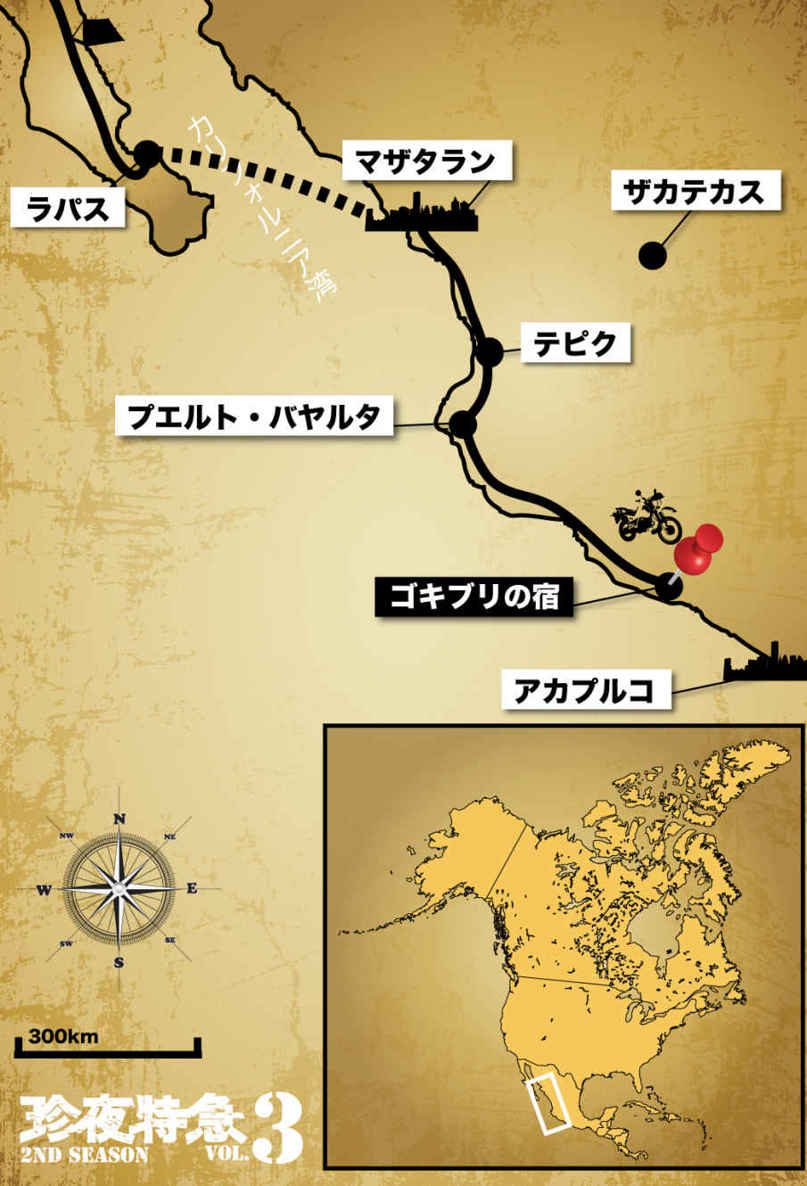 カリフォルニア湾
マザタラン
ザカテカス
ラパス
テピク
プエルト・バヤルタ
ゴキブリの宿
アカプルコ
N
NW
NE
W
E
SW
SE
S
300km
珍夜特急
2ND SEASON
VOL.3